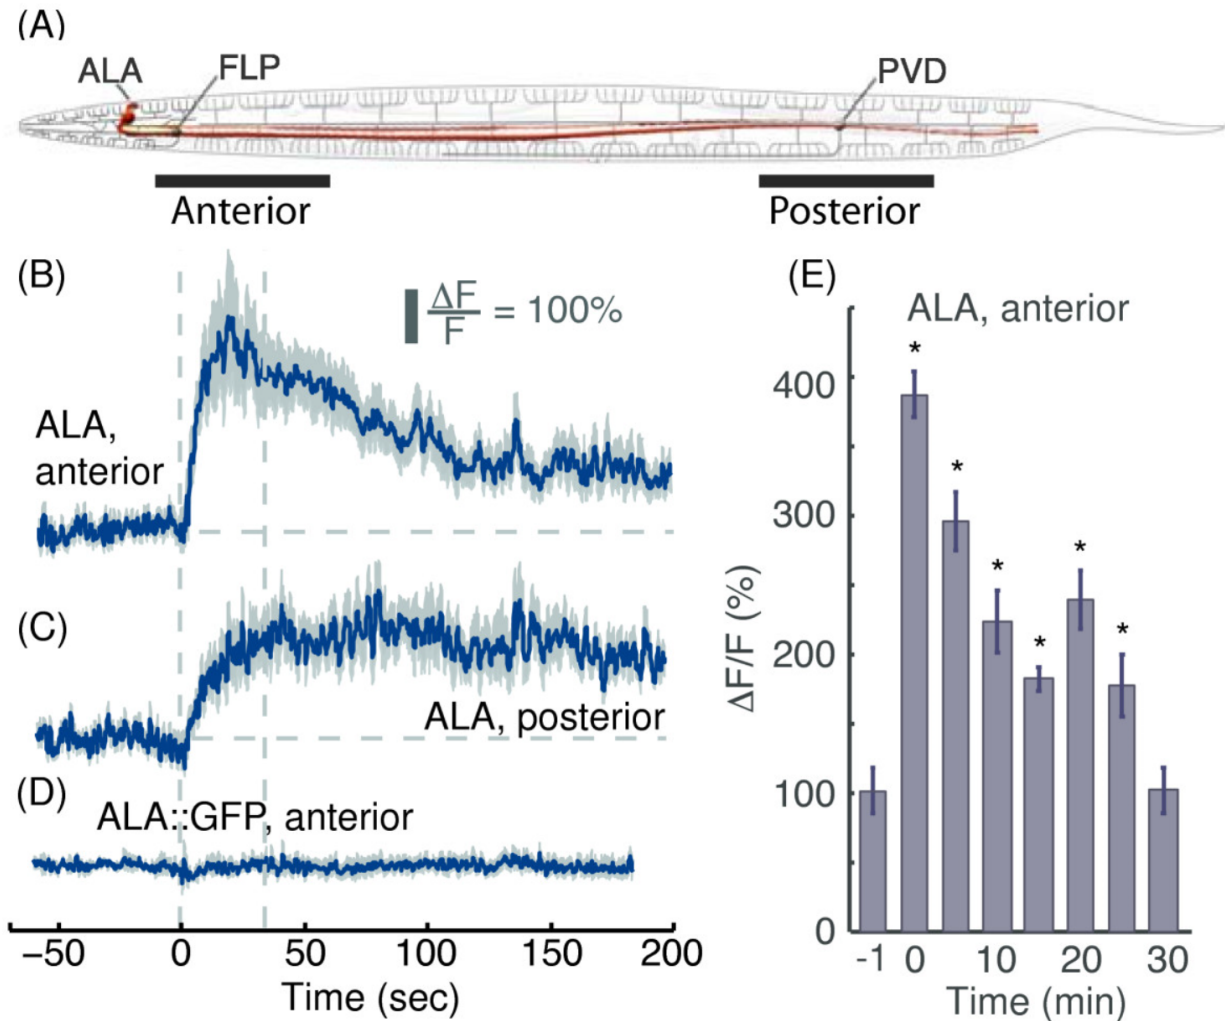 (A)
ALA
FLP
PVD
Anterior
Posterior
(B)
ΔF
F
= 100%
ALA,
anterior
(C)
ALA, posterior
(D)
ALA::GFP, anterior
−50
0
50
100
150
200
Time (sec)
(E)
ALA, anterior
*
*
*
*
*
*
ΔF/F (%)
400
300
200
100
0
-1
0
10
20
30
Time (min)